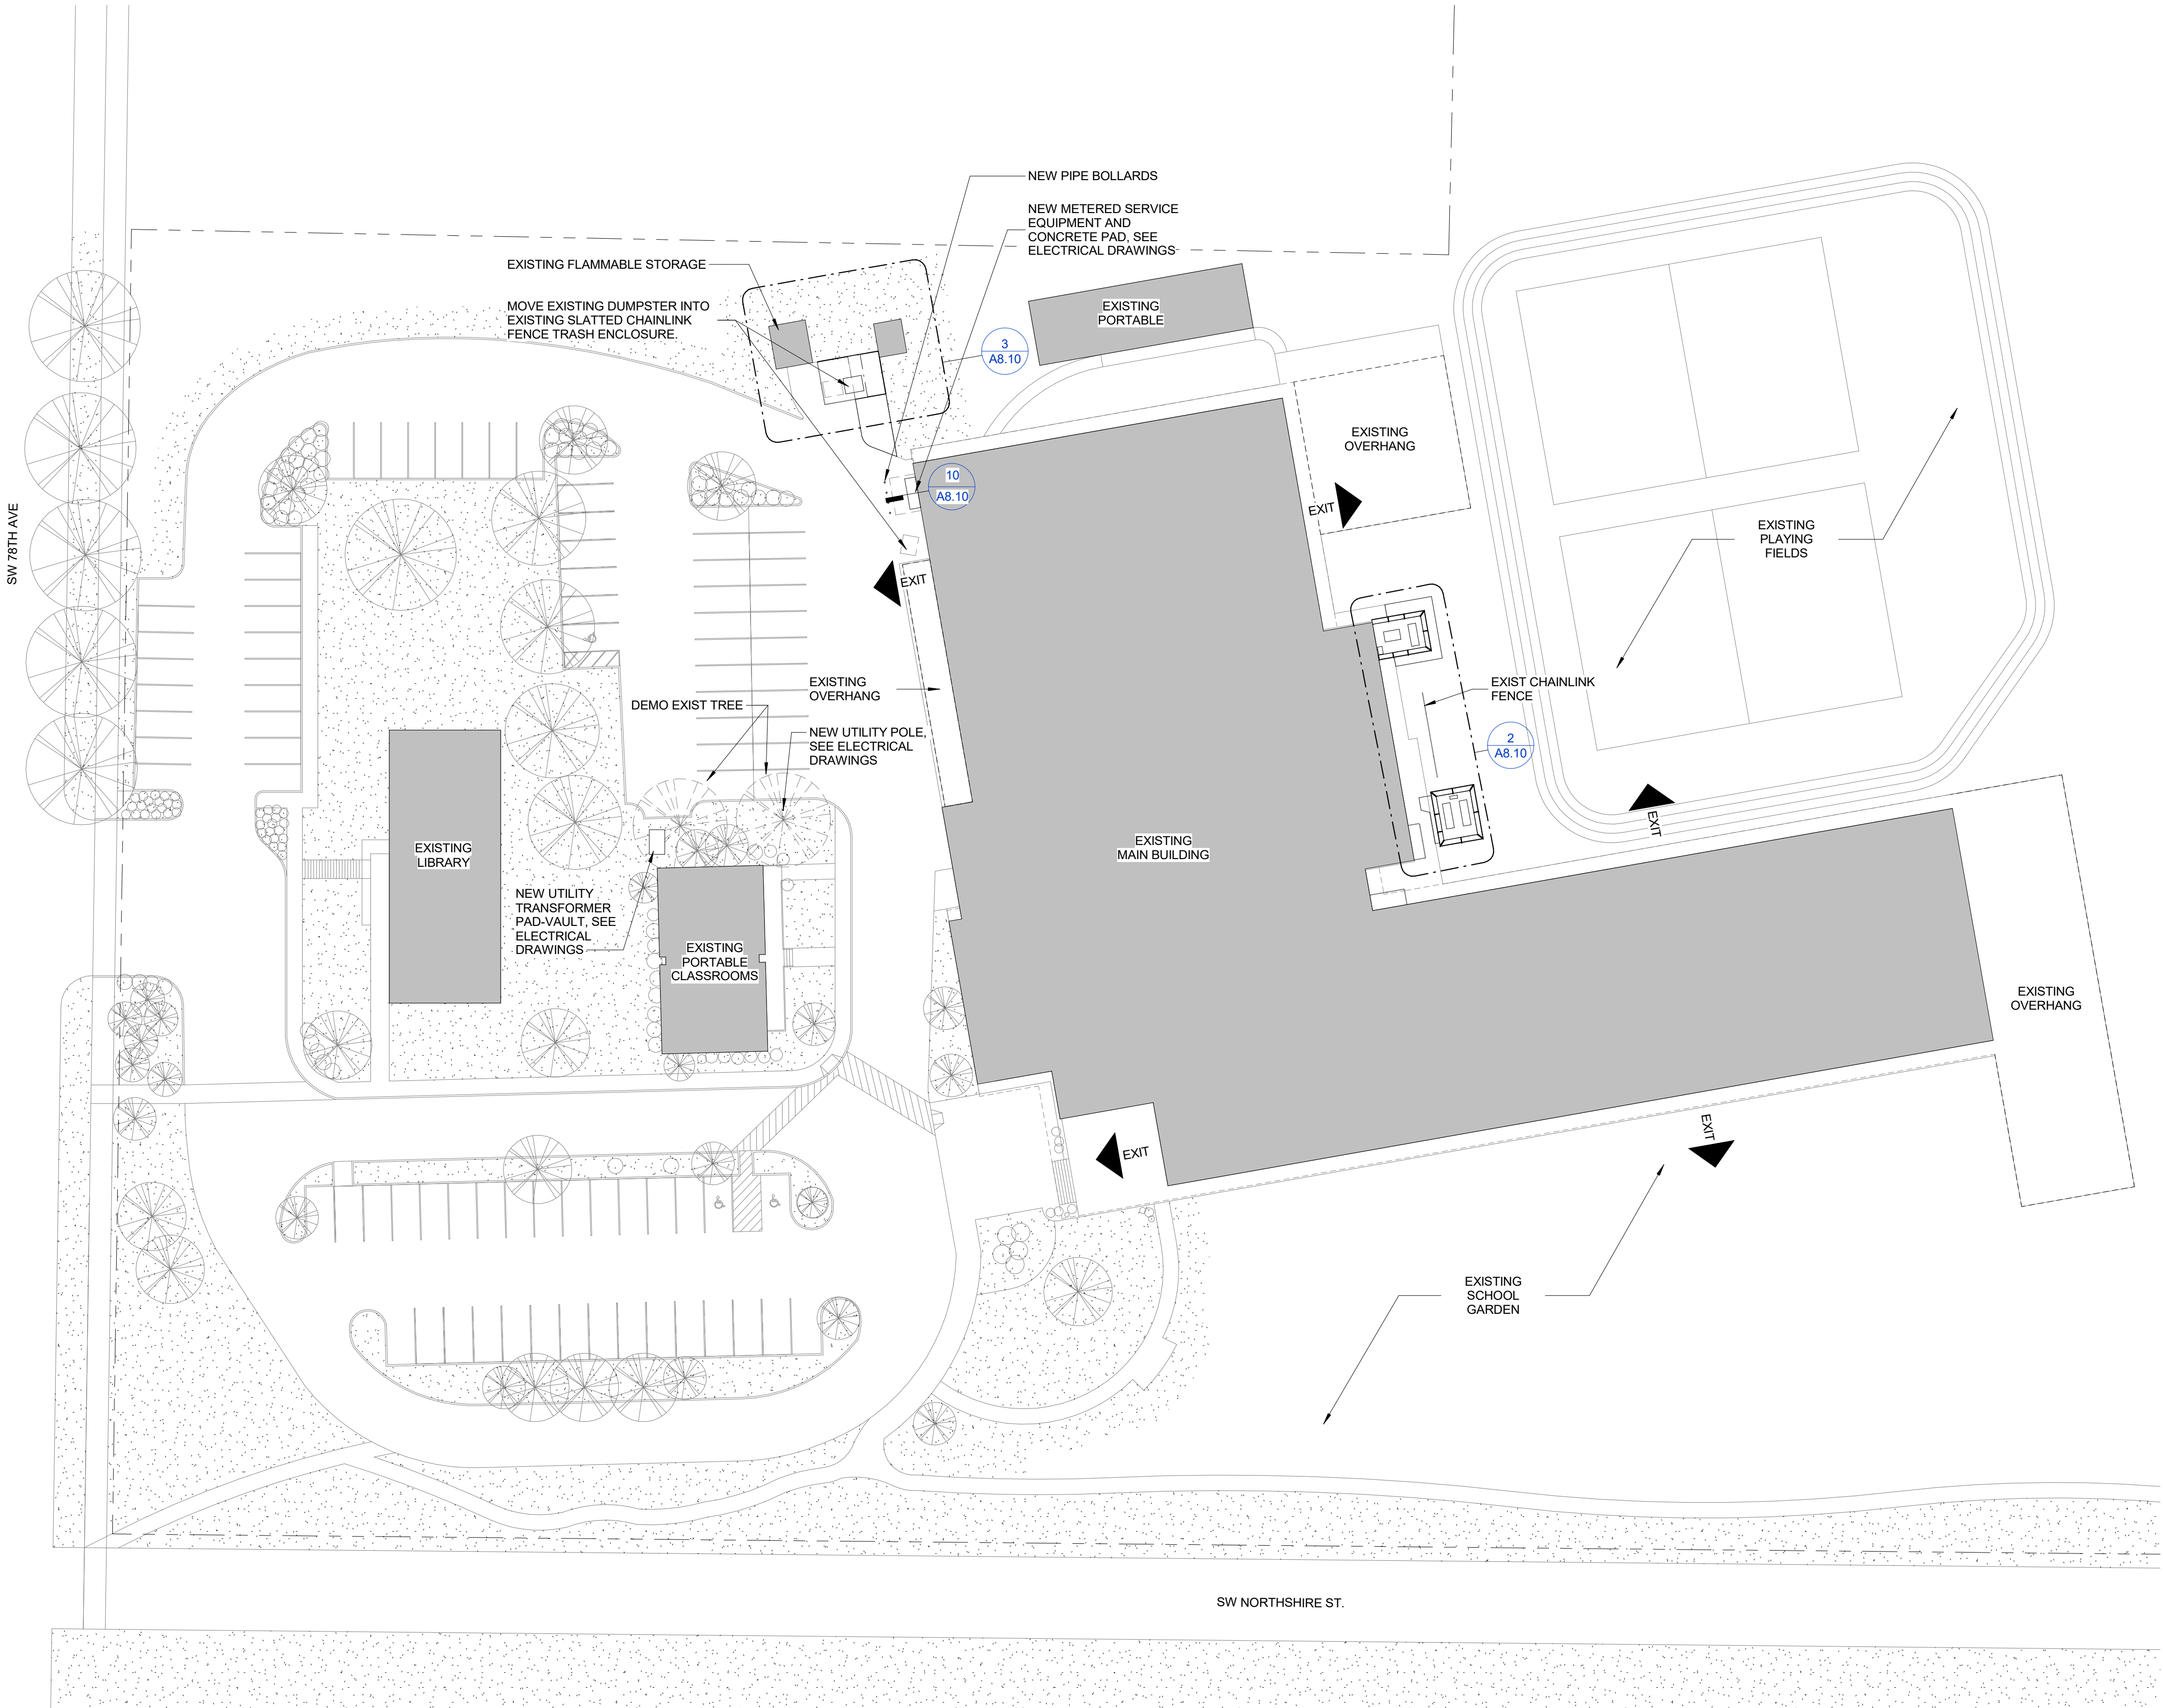 NEW PIPE BOLLARDS
NEW METERED SERVICE
EQUIPMENT AND
CONCRETE PAD, SEE
ELECTRICAL DRAWINGS
EXISTING FLAMMABLE STORAGE
MOVE EXISTING DUMPSTER INTO
EXISTING SLATTED CHAINLINK
FENCE TRASH ENCLOSURE.
EXISTING
PORTABLE
3
A8.10
EXISTING
OVERHANG
10
A8.10
EXIT
SW 78TH AVE
EXISTING
PLAYING
FIELDS
EXIT
EXISTING
OVERHANG
EXIST CHAINLINK
FENCE
DEMO EXIST TREE
NEW UTILITY POLE,
SEE ELECTRICAL
DRAWINGS
2
A8.10
EXIT
EXISTING
LIBRARY
EXISTING
MAIN BUILDING
NEW UTILITY
TRANSFORMER
PAD-VAULT, SEE
ELECTRICAL
DRAWINGS
EXISTING
PORTABLE
CLASSROOMS
EXISTING
OVERHANG
EXIT
EXIT
EXISTING
SCHOOL
GARDEN
SW NORTHSHIRE ST.